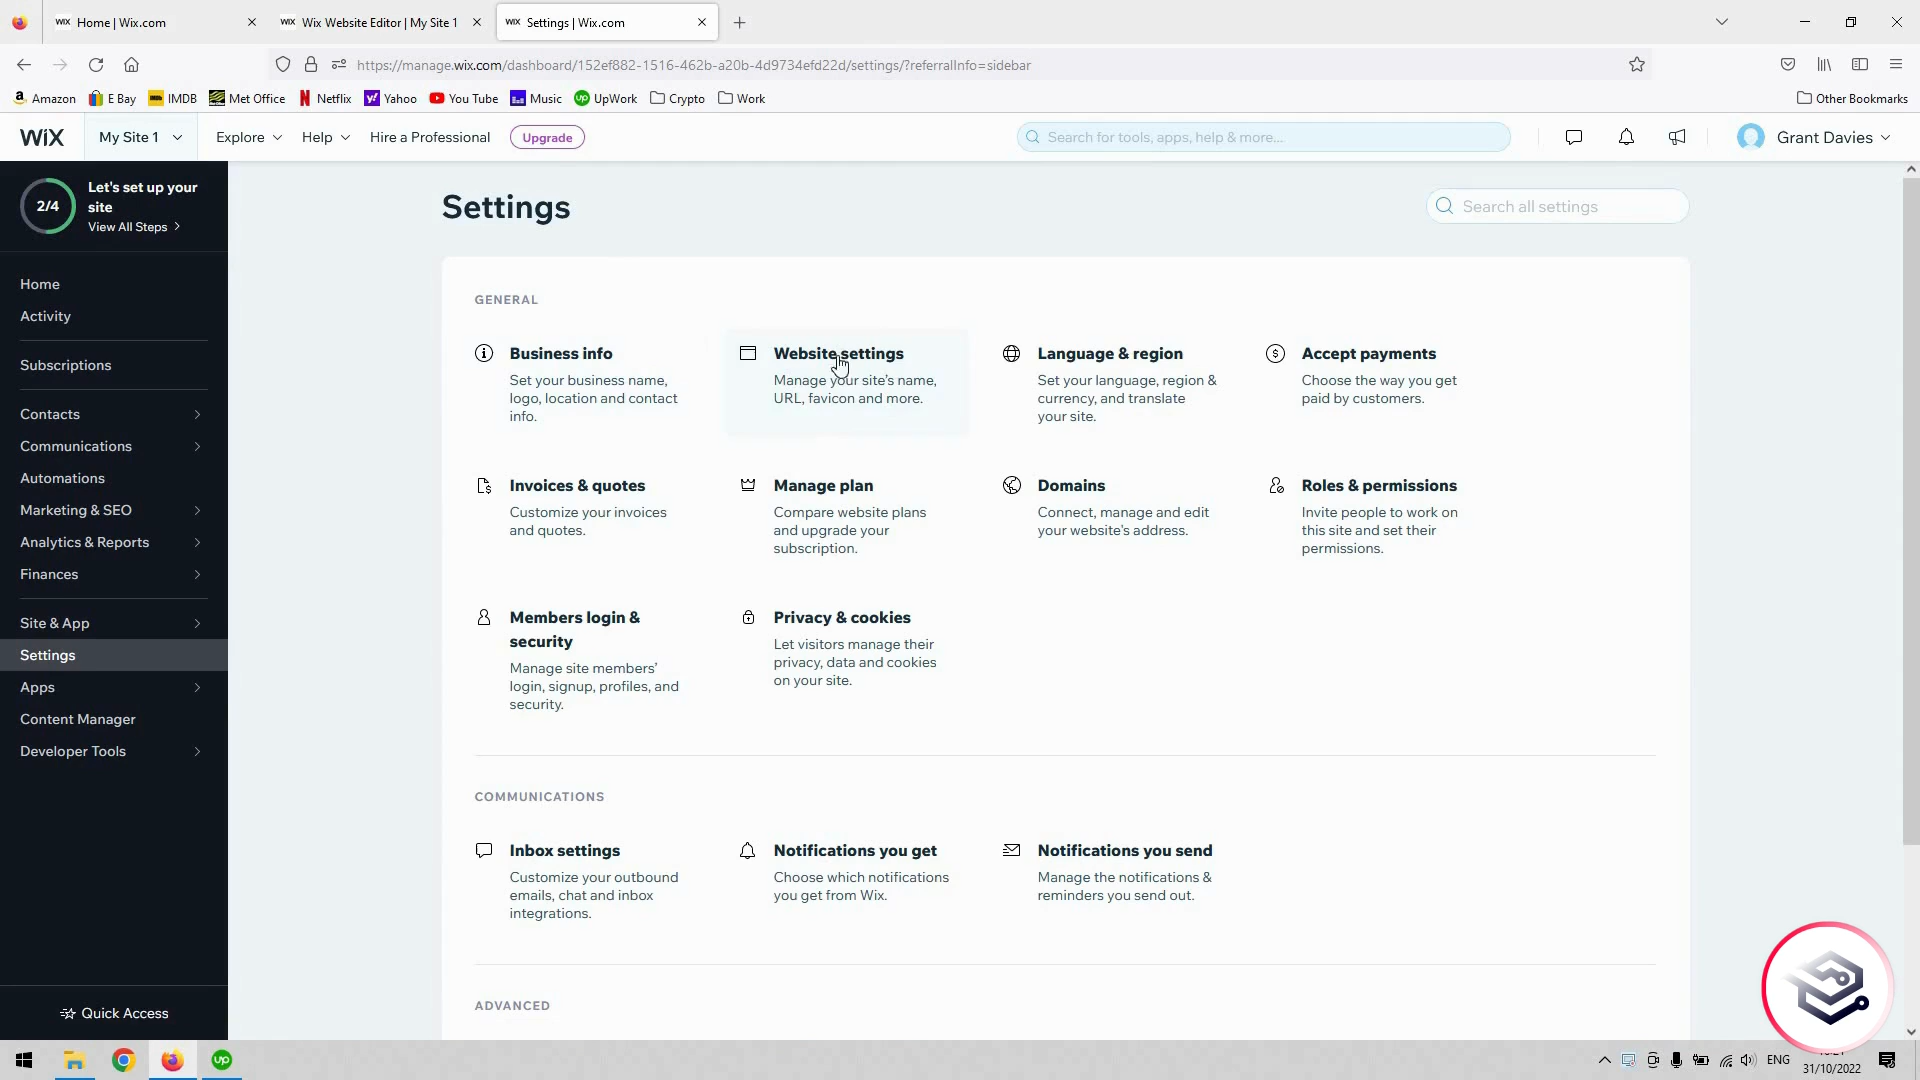 Home | Wix.com
Wix Website Editor | My Site 1
Settings | Wix.com
https://manage.wix.com/dashboard/152ef882-1516-462b-a20b-4d9734efd22d/settings/?referralInfo=sidebar
Amazon
E Bay
IMDB
Met Office
Netflix
Yahoo
You Tube
Music
UpWork
Crypto
Work
Other Bookmarks
WiX
My Site 1
Explore
Help
Hire a Professional
Upgrade
Search for tools, apps, help & more...
Grant Davies
2/4
Let's set up your
site
View All Steps
Home
Activity
Subscriptions
Contacts
Communications
Automations
Marketing & SEO
Analytics & Reports
Finances
Site & App
Settings
Apps
Content Manager
Developer Tools
Quick Access
Settings
Search all settings
GENERAL
Business info
Set your business name,
logo, location and contact
info.
Website settings
Manage your site's name,
URL, favicon and more.
Language & region
Set your language, region &
currency, and translate
your site.
Accept payments
Choose the way you get
paid by customers.
Invoices & quotes
Customize your invoices
and quotes.
Manage plan
Compare website plans
and upgrade your
subscription.
Domains
Connect, manage and edit
your website's address.
Roles & permissions
Invite people to work on
this site and set their
permissions.
Members login &
security
Manage site members'
login, signup, profiles, and
security.
Privacy & cookies
Let visitors manage their
privacy, data and cookies
on your site.
COMMUNICATIONS
Inbox settings
Customize your outbound
emails, chat and inbox
integrations.
Notifications you get
Choose which notifications
you get from Wix.
Notifications you send
Manage the notifications &
reminders you send out.
ADVANCED
ENG
31/10/2022